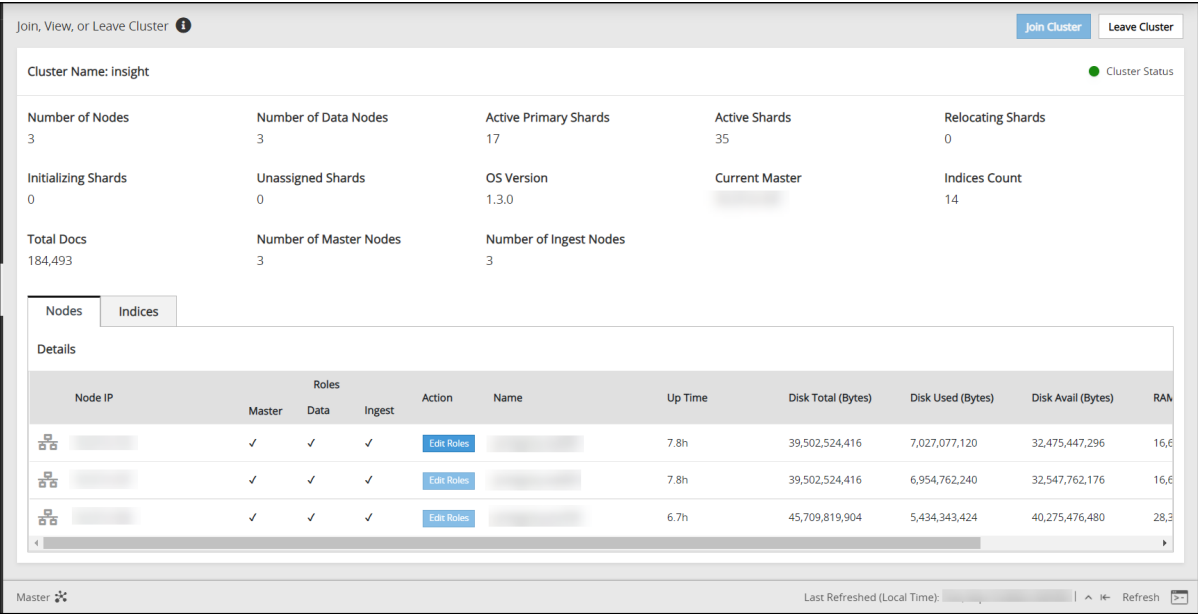 Join, View, or Leave Cluster
Join Cluster
Leave Cluster
Cluster Name: insight
Cluster Status
Number of Nodes
Number of Data Nodes
Active Primary Shards
Active Shards
Relocating Shards
3
3
17
35
0
Initializing Shards
Unassigned Shards
OS Version
Current Master
Indices Count
0
0
1.3.0
14
Total Docs
Number of Master Nodes
Number of Ingest Nodes
184,493
3
3
Nodes
Indices
Details
Node IP
Roles
Master
Data
Ingest
Action
Name
Up Time
Disk Total (Bytes)
Disk Used (Bytes)
Disk Avail (Bytes)
✓ ✓ ✓ Edit Roles 7.8h 39,502,524,416 7,027,077,120 32,475,447,296 16,6
✓ ✓ ✓ Edit Roles 7.8h 39,502,524,416 6,954,762,240 32,547,762,176 16,6
✓ ✓ ✓ Edit Roles 6.7h 45,709,819,904 5,434,343,424 40,275,476,480 28,3
Master
Last Refreshed (Local Time):
Refresh